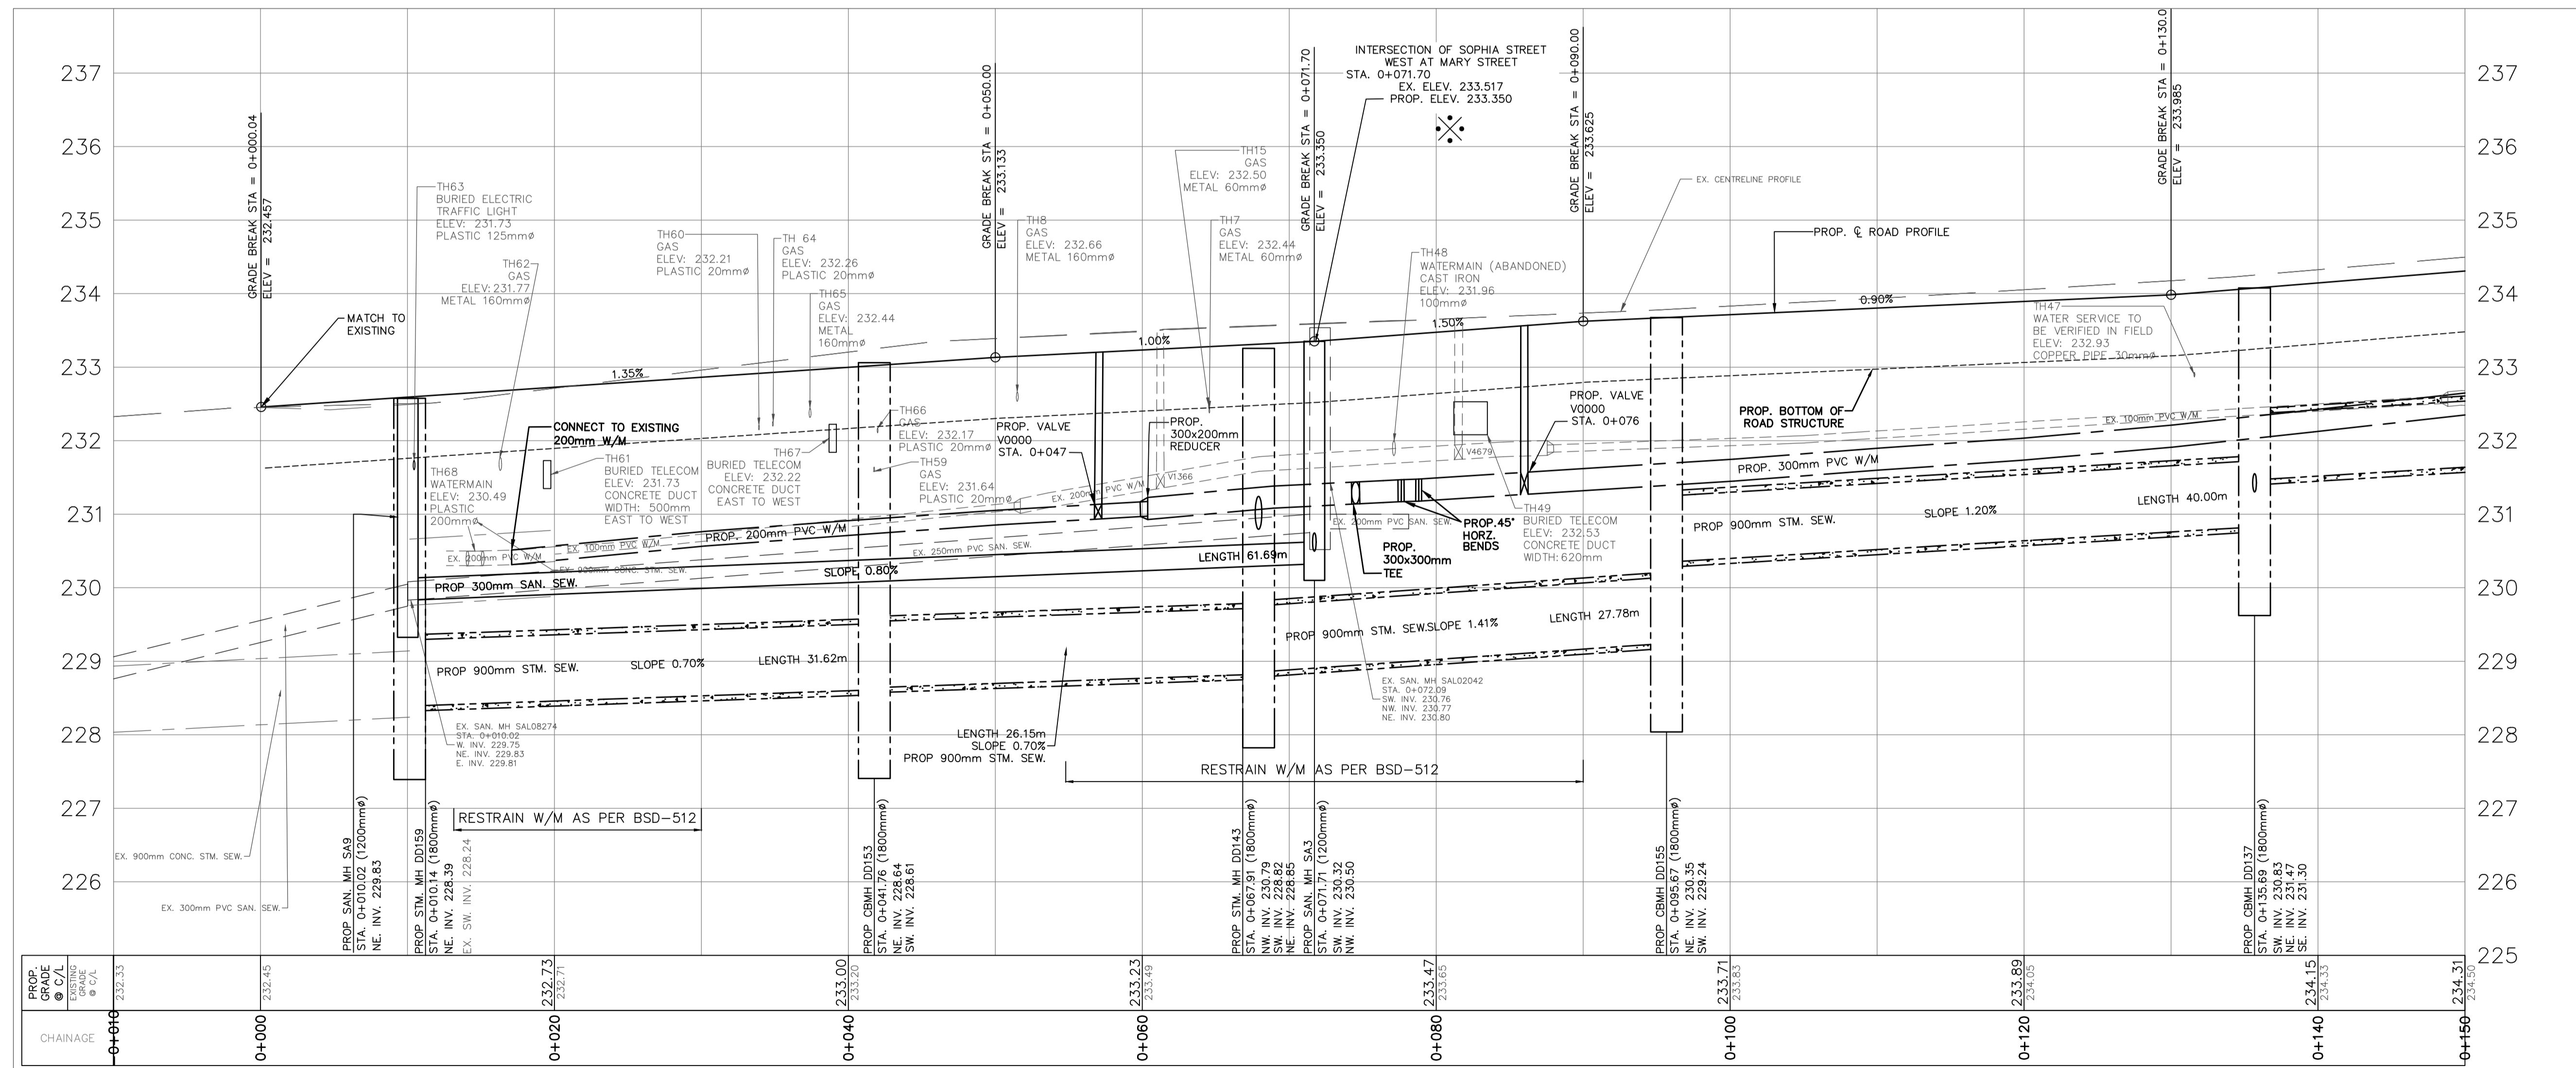 237
236
235
234
233
232
231
230
229
228
227
226
237
236
235
234
233
232
231
230
229
228
227
226
225
GRADE BREAK STA = 0+000.04
ELEV = 232.457
MATCH TO
EXISTING
TH63
BURIED ELECTRIC
TRAFFIC LIGHT
ELEV: 231.73
PLASTIC 125mmø
TH62
GAS
ELEV:231.77
METAL 160mmø
TH60
GAS
ELEV: 232.21
PLASTIC 20mmø
TH 64
GAS
ELEV: 232.26
PLASTIC 20mmø
TH65
GAS
ELEV: 232.44
METAL
160mmø
GRADE BREAK STA = 0+050.00
ELEV = 233.133
TH8
GAS
ELEV: 232.66
METAL 160mmø
TH15
GAS
ELEV: 232.50
METAL 60mmø
TH7
GAS
ELEV: 232.44
METAL 60mmø
GRADE BREAK STA = 0+071.70
ELEV = 233.350
INTERSECTION OF SOPHIA STREET
WEST AT MARY STREET
STA. 0+071.70
EX. ELEV. 233.517
PROP. ELEV. 233.350
TH48
WATERMAIN (ABANDONED)
CAST IRON
ELEV: 231.96
100mmø
GRADE BREAK STA = 0+090.00
ELEV = 233.625
EX. CENTRELINE PROFILE
PROP. ℄ ROAD PROFILE
GRADE BREAK STA = 0+130.0
ELEV = 233.985
TH47
WATER SERVICE TO
BE VERIFIED IN FIELD
ELEV: 232.93
COPPER PIPE 30mmø
1.35%
1.00%
1.50%
0.90%
CONNECT TO EXISTING
200mm W/M
TH68
WATERMAIN
ELEV: 230.49
PLASTIC
200mmø
TH61
BURIED TELECOM
ELEV: 231.73
CONCRETE DUCT
WIDTH: 500mm
EAST TO WEST
TH67
BURIED TELECOM
ELEV: 232.22
CONCRETE DUCT
EAST TO WEST
TH66
GAS
ELEV: 232.17
PLASTIC 20mmø
TH59
GAS
ELEV: 231.64
PLASTIC 20mmø
PROP. VALVE
V0000
STA. 0+047
PROP.
300x200mm
REDUCER
V1366
V4679
PROP. VALVE
V0000
STA. 0+076
PROP. BOTTOM OF
ROAD STRUCTURE
EX. 100mm PVC W/M
PROP. 300mm PVC W/M
EX. 200mm PVC W/M
EX. 200mm PVC W/M
EX. 100mm PVC W/M
PROP. 200mm PVC W/M
EX. 900mm CONC. STM. SEW.
EX. 250mm PVC SAN. SEW.
EX. 200mm PVC SAN. SEW.
PROP.
300x300mm
TEE
PROP.45°
HORZ.
BENDS
TH49
BURIED TELECOM
ELEV: 232.53
CONCRETE DUCT
WIDTH:620mm
PROP 300mm SAN. SEW.
SLOPE 0.80%
LENGTH 61.69m
PROP 900mm STM. SEW.
SLOPE 1.20%
LENGTH 40.00m
PROP 900mm STM. SEW.
SLOPE 0.70%
LENGTH 31.62m
PROP 900mm STM. SEW.
SLOPE 1.41%
LENGTH 27.78m
LENGTH 26.15m
SLOPE 0.70%
PROP 900mm STM. SEW.
EX. SAN. MH SAL08274
STA. 0+010.02
W. INV. 229.75
NE. INV. 229.83
E. INV. 229.81
EX. SAN. MH SAL02042
STA. 0+072.09
SW. INV. 230.76
NW. INV. 230.77
NE. INV. 230.80
RESTRAIN W/M AS PER BSD-512
RESTRAIN W/M AS PER BSD-512
EX. 900mm CONC. STM. SEW.
EX. 300mm PVC SAN. SEW.
PROP SAN. MH SA9
STA. 0+010.02 (1200mmø)
NE. INV. 229.83
PROP STM. MH DD159
STA. 0+010.14 (1800mmø)
NE. INV. 228.39
EX. SW. INV. 228.24
PROP CBMH DD153
STA. 0+041.76 (1800mmø)
NE. INV. 228.64
SW. INV. 228.61
PROP STM. MH DD143
STA. 0+067.91 (1800mmø)
NW. INV. 230.79
SW. INV. 228.82
NE. INV. 228.85
PROP SAN. MH SA3
STA. 0+071.71 (1200mmø)
SW. INV. 230.32
NW. INV. 230.50
PROP CBMH DD155
STA. 0+095.67 (1800mmø)
NE. INV. 230.35
SW. INV. 229.24
PROP CBMH DD137
STA. 0+135.69 (1800mmø)
SW. INV. 230.83
NE. INV. 231.47
SE. INV. 231.30
PROP.
GRADE
@ C/L
EXISTING
GRADE
@ C/L
232.33
232.45
232.73
232.71
233.00
233.20
233.23
233.49
233.47
233.65
233.71
233.83
233.89
234.05
234.15
234.33
234.31
234.50
CHAINAGE
0+010
0+000
0+020
0+040
0+060
0+080
0+100
0+120
0+140
0+150